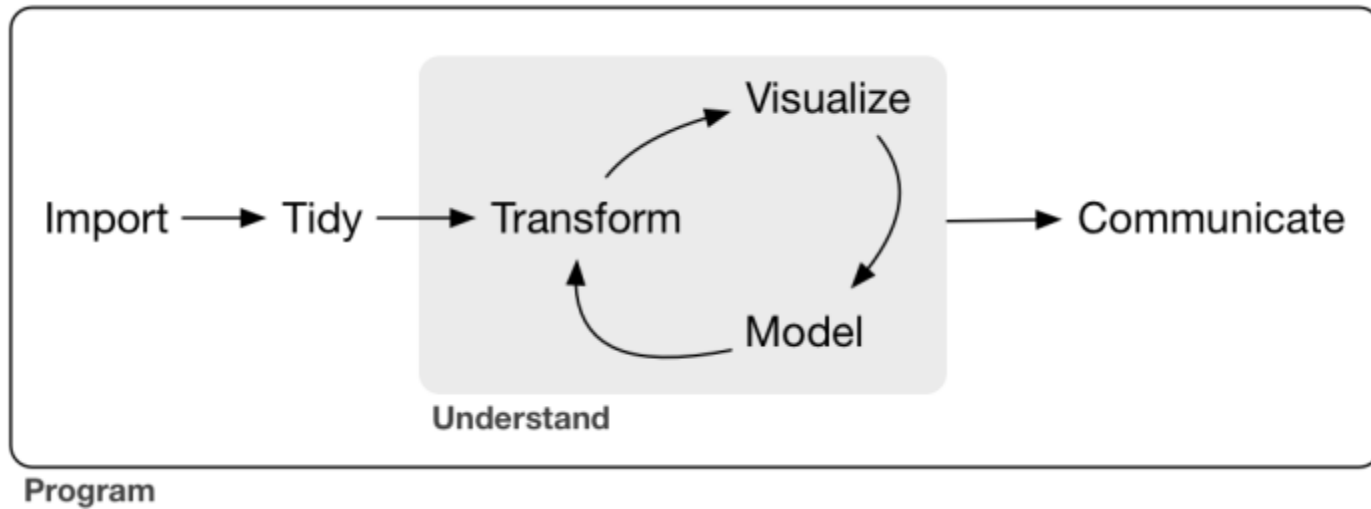 Visualize
Import
Tidy
Transform
Communicate
Model
Understand
Program